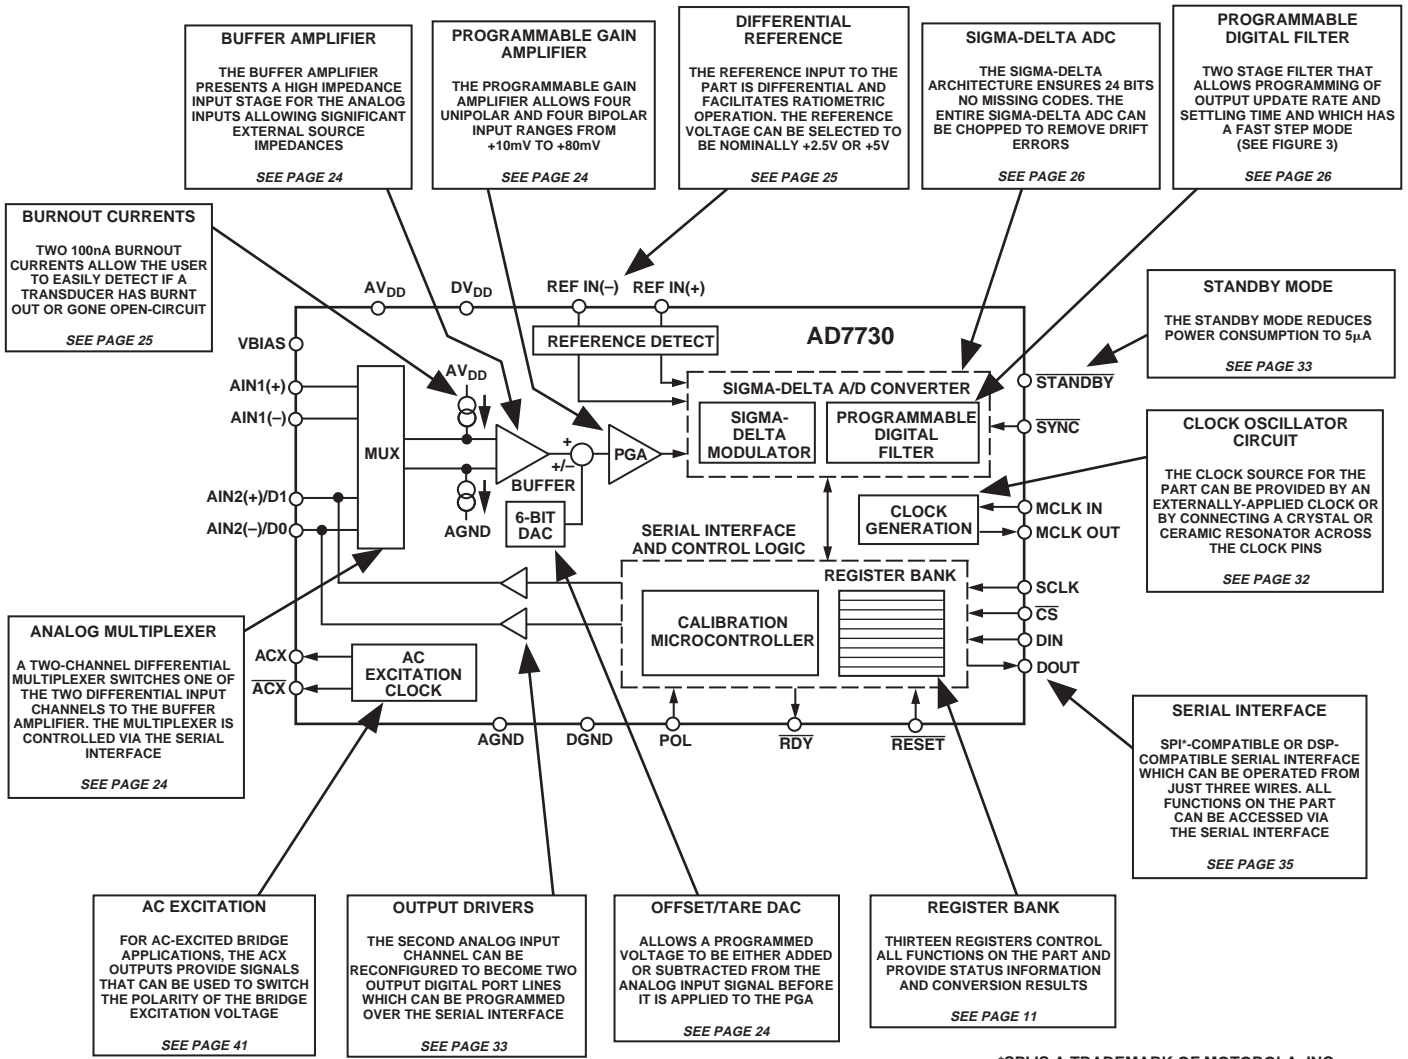 BUFFER AMPLIFIER
THE BUFFER AMPLIFIER
PRESENTS A HIGH IMPEDANCE
INPUT STAGE FOR THE ANALOG
INPUTS ALLOWING SIGNIFICANT
EXTERNAL SOURCE
IMPEDANCES
SEE PAGE 24
PROGRAMMABLE GAIN
AMPLIFIER
THE PROGRAMMABLE GAIN
AMPLIFIER ALLOWS FOUR
UNIPOLAR AND FOUR BIPOLAR
INPUT RANGES FROM
+10mV TO +80mV
SEE PAGE 24
DIFFERENTIAL
REFERENCE
THE REFERENCE INPUT TO THE
PART IS DIFFERENTIAL AND
FACILITATES RATIOMETRIC
OPERATION. THE REFERENCE
VOLTAGE CAN BE SELECTED TO
BE NOMINALLY +2.5V OR +5V
SEE PAGE 25
SIGMA-DELTA ADC
THE SIGMA-DELTA
ARCHITECTURE ENSURES 24 BITS
NO MISSING CODES. THE
ENTIRE SIGMA-DELTA ADC CAN
BE CHOPPED TO REMOVE DRIFT
ERRORS
SEE PAGE 26
PROGRAMMABLE
DIGITAL FILTER
TWO STAGE FILTER THAT
ALLOWS PROGRAMMING OF
OUTPUT UPDATE RATE AND
SETTLING TIME AND WHICH HAS
A FAST STEP MODE
(SEE FIGURE 3)
SEE PAGE 26
BURNOUT CURRENTS
TWO 100nA BURNOUT
CURRENTS ALLOW THE USER
TO EASILY DETECT IF A
TRANSDUCER HAS BURNT
OUT OR GONE OPEN-CIRCUIT
SEE PAGE 25
STANDBY MODE
THE STANDBY MODE REDUCES
POWER CONSUMPTION TO 5μA
SEE PAGE 33
AVDD
DVDD
REF IN(–)
REF IN(+)
REFERENCE DETECT
AD7730
VBIAS
AIN1(+)
AIN1(–)
AIN2(+)/D1
AIN2(–)/D0
MUX
AVDD
AGND
BUFFER
+
+/–
PGA
6-BIT
DAC
SIGMA-DELTA A/D CONVERTER
SIGMA-
DELTA
MODULATOR
PROGRAMMABLE
DIGITAL
FILTER
STANDBY
SYNC
CLOCK
GENERATION
MCLK IN
MCLK OUT
SERIAL INTERFACE
AND CONTROL LOGIC
REGISTER BANK
CALIBRATION
MICROCONTROLLER
SCLK
CS
DIN
DOUT
ACX
ACX
AC
EXCITATION
CLOCK
AGND
DGND
POL
RDY
RESET
CLOCK OSCILLATOR
CIRCUIT
THE CLOCK SOURCE FOR THE
PART CAN BE PROVIDED BY AN
EXTERNALLY-APPLIED CLOCK OR
BY CONNECTING A CRYSTAL OR
CERAMIC RESONATOR ACROSS
THE CLOCK PINS
SEE PAGE 32
ANALOG MULTIPLEXER
A TWO-CHANNEL DIFFERENTIAL
MULTIPLEXER SWITCHES ONE OF
THE TWO DIFFERENTIAL INPUT
CHANNELS TO THE BUFFER
AMPLIFIER. THE MULTIPLEXER IS
CONTROLLED VIA THE SERIAL
INTERFACE
SEE PAGE 24
SERIAL INTERFACE
SPI*-COMPATIBLE OR DSP-
COMPATIBLE SERIAL INTERFACE
WHICH CAN BE OPERATED FROM
JUST THREE WIRES. ALL
FUNCTIONS ON THE PART
CAN BE ACCESSED VIA
THE SERIAL INTERFACE
SEE PAGE 35
AC EXCITATION
FOR AC-EXCITED BRIDGE
APPLICATIONS, THE ACX
OUTPUTS PROVIDE SIGNALS
THAT CAN BE USED TO SWITCH
THE POLARITY OF THE BRIDGE
EXCITATION VOLTAGE
SEE PAGE 41
OUTPUT DRIVERS
THE SECOND ANALOG INPUT
CHANNEL CAN BE
RECONFIGURED TO BECOME TWO
OUTPUT DIGITAL PORT LINES
WHICH CAN BE PROGRAMMED
OVER THE SERIAL INTERFACE
SEE PAGE 33
OFFSET/TARE DAC
ALLOWS A PROGRAMMED
VOLTAGE TO BE EITHER ADDED
OR SUBTRACTED FROM THE
ANALOG INPUT SIGNAL BEFORE
IT IS APPLIED TO THE PGA
SEE PAGE 24
REGISTER BANK
THIRTEEN REGISTERS CONTROL
ALL FUNCTIONS ON THE PART AND
PROVIDE STATUS INFORMATION
AND CONVERSION RESULTS
SEE PAGE 11
*SPI IS A TRADEMARK OF MOTOROLA, INC.